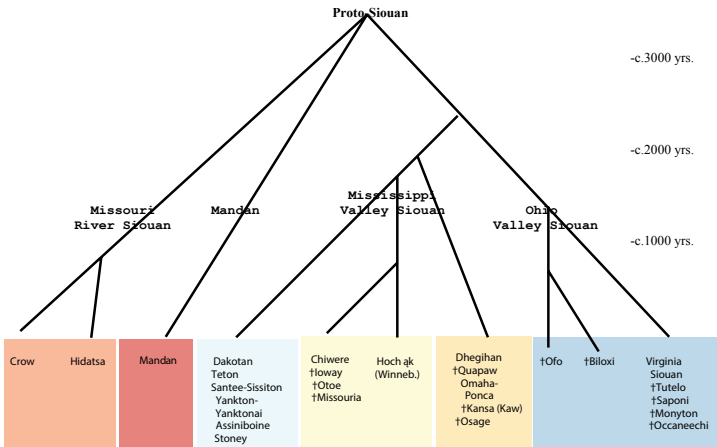 Proto Siouan
-c.3000 yrs.
-c.2000 yrs.
Missouri
River Siouan
Mandan
Mississippi
Valley Siouan
Ohio
Valley Siouan
-c.1000 yrs.
Crow
Hidatsa
Mandan
Dakotan
Teton
Santee-Sissiton
Yankton-
Yanktonai
Assiniboine
Stoney
Chiwere
†Ioway
†Otoe
†Missouria
Hoch ąk
(Winneb.)
Dhegihan
†Quapaw
Omaha-
Ponca
†Kansa (Kaw)
†Osage
†Ofo
†Biloxi
Virginia
Siouan
†Tutelo
†Saponi
†Monyton
†Occaneechi